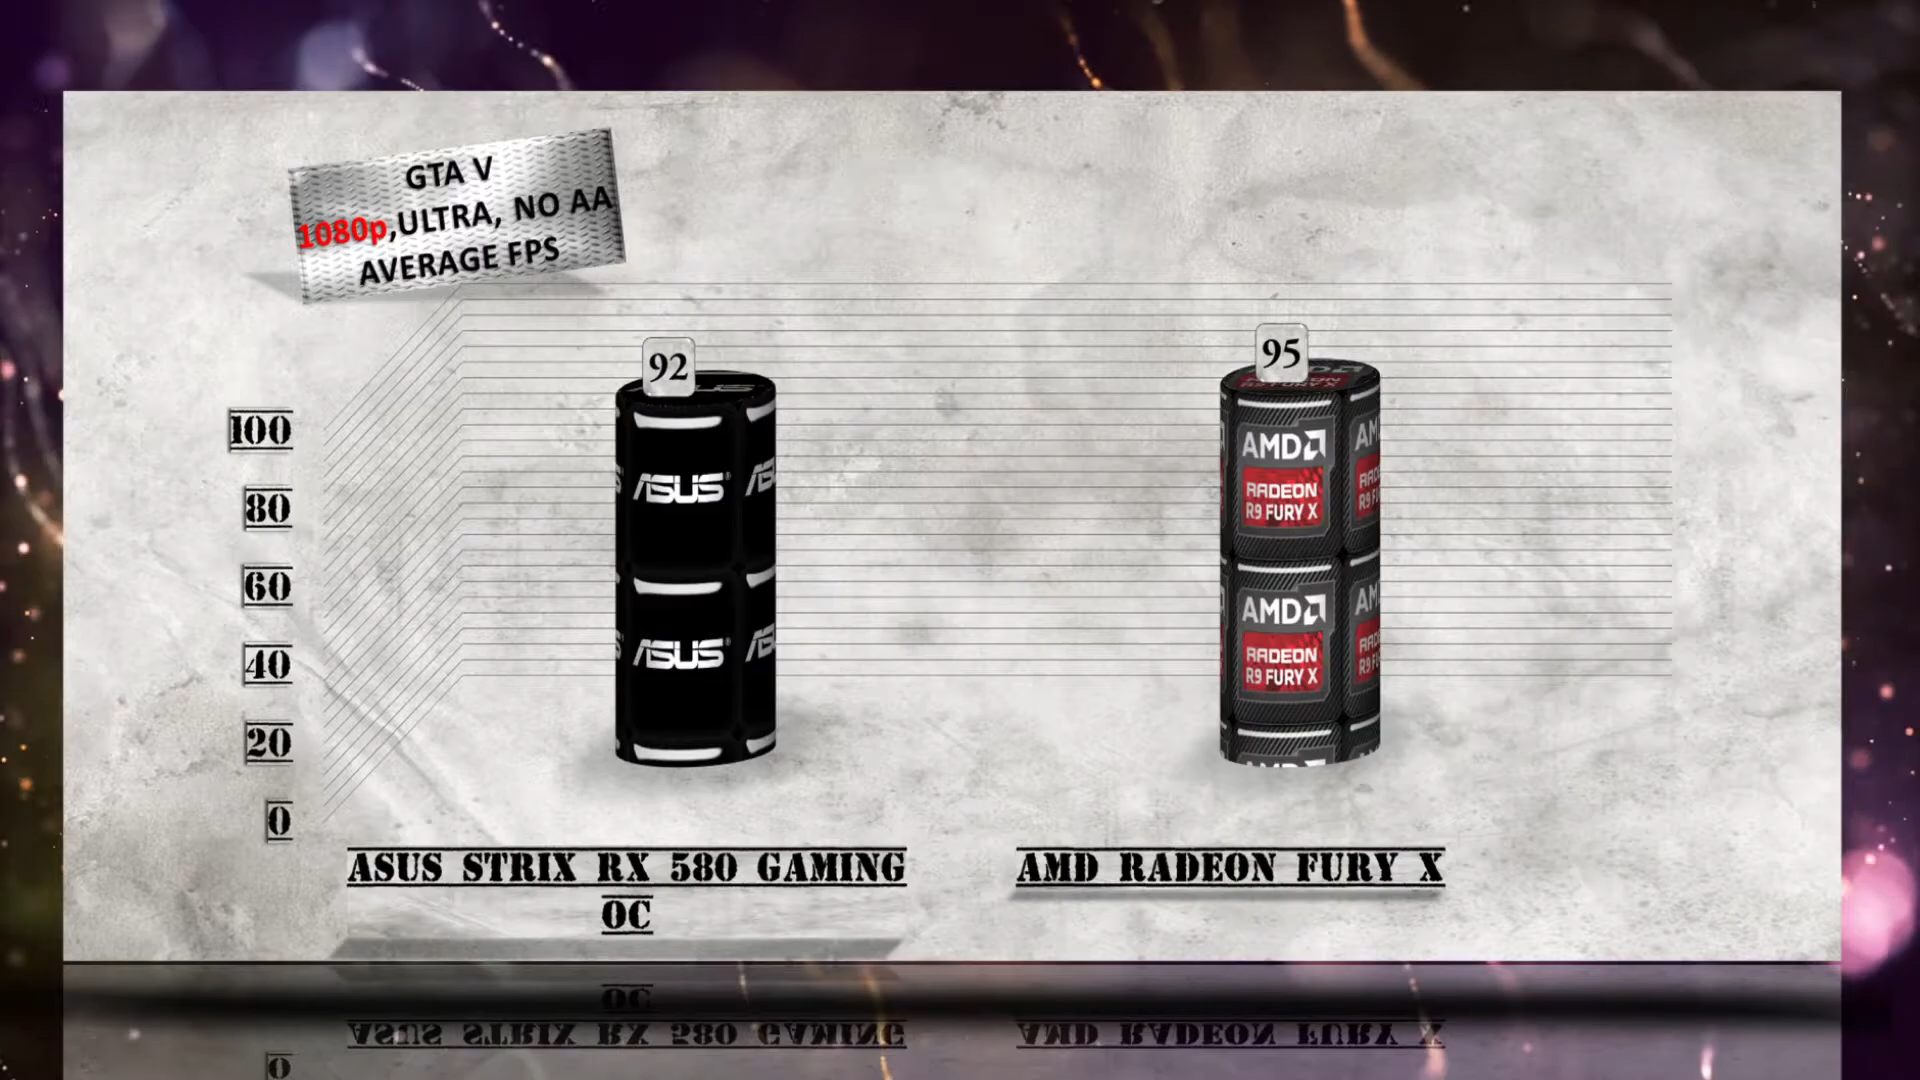 GTA V
1080p,ULTRA, NO AA
AVERAGE FPS
92
95
100
80
60
40
20
0
ASUS
ASUS
AMD
RADEON
R9 FURY X
AMD
RADEON
R9 FURY X
ASUS STRIX RX 580 GAMING
OC
AMD RADEON FURY X